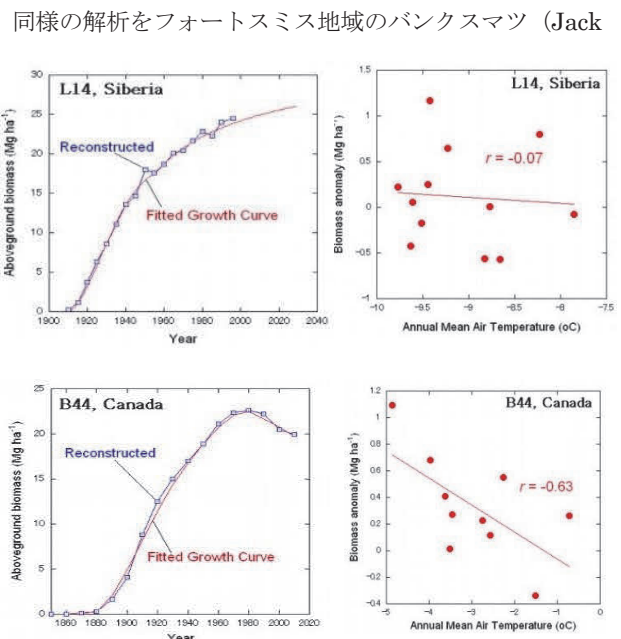 同様の解析をフォートスミス地域のバンクスマツ（Jack
L14, Siberia
Reconstructed
Fitted Growth Curve
Aboveground biomass (Mg ha⁻¹)
30
25
20
15
10
5
0
1900 1920 1940 1960 1980 2000 2020 2040
Year
L14, Siberia
r = -0.07
Biomass anomaly (Mg ha⁻¹)
1.5
1
0.5
0
-0.5
-1
-10 -9.5 -9 -8.5 -8 -7.5
Annual Mean Air Temperature (oC)
B44, Canada
Reconstructed
Fitted Growth Curve
Aboveground biomass (Mg ha⁻¹)
25
20
15
10
5
0
1860 1880 1900 1920 1940 1960 1980 2000 2020
Year
B44, Canada
r = -0.63
Biomass anomaly (Mg ha⁻¹)
1.2
1
0.8
0.6
0.4
0.2
0
-0.2
-0.4
-5 -4 -3 -2 -1 0
Annual Mean Air Temperature (oC)